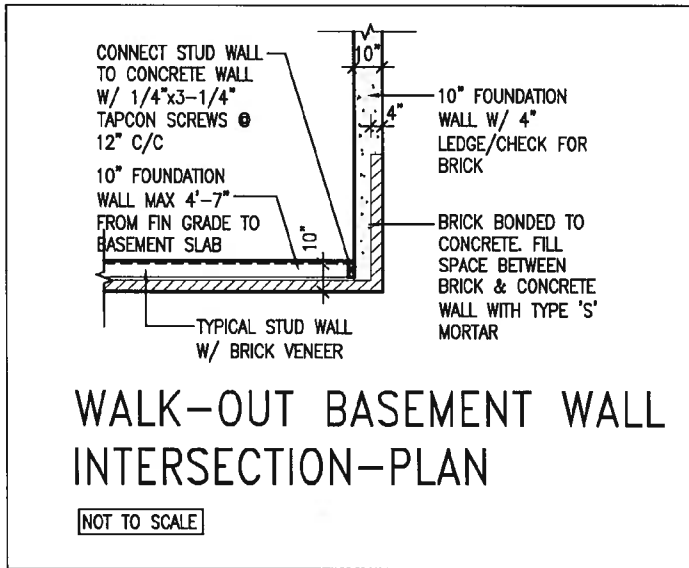 CONNECT STUD WALL
TO CONCRETE WALL
W/ 1/4"x3-1/4"
TAPCON SCREWS @
12" C/C
10" FOUNDATION
WALL MAX 4'-7"
FROM FIN GRADE TO
BASEMENT SLAB
10"
10"
4"
10" FOUNDATION
WALL W/ 4"
LEDGE/CHECK FOR
BRICK
BRICK BONDED TO
CONCRETE. FILL
SPACE BETWEEN
BRICK & CONCRETE
WALL WITH TYPE 'S'
MORTAR
TYPICAL STUD WALL
W/ BRICK VENEER
WALK-OUT BASEMENT WALL
INTERSECTION-PLAN
NOT TO SCALE